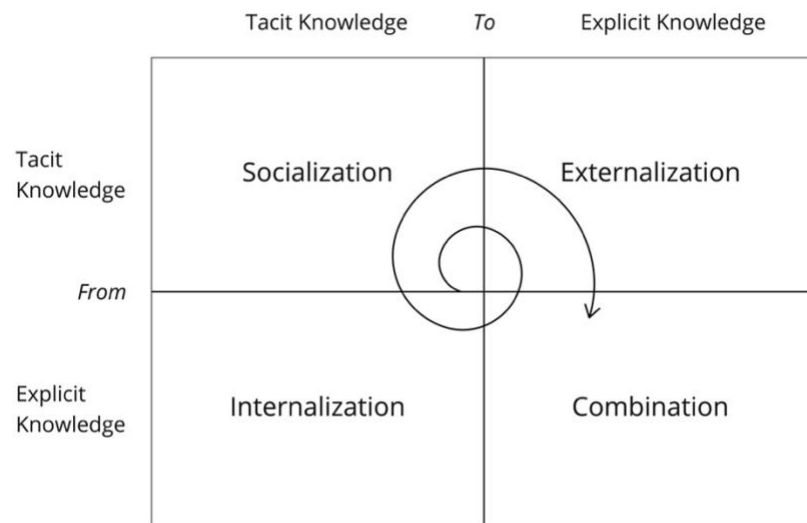 Tacit Knowledge To Explicit Knowledge
Tacit
Knowledge
Socialization Externalization
From
Explicit
Knowledge
Internalization Combination